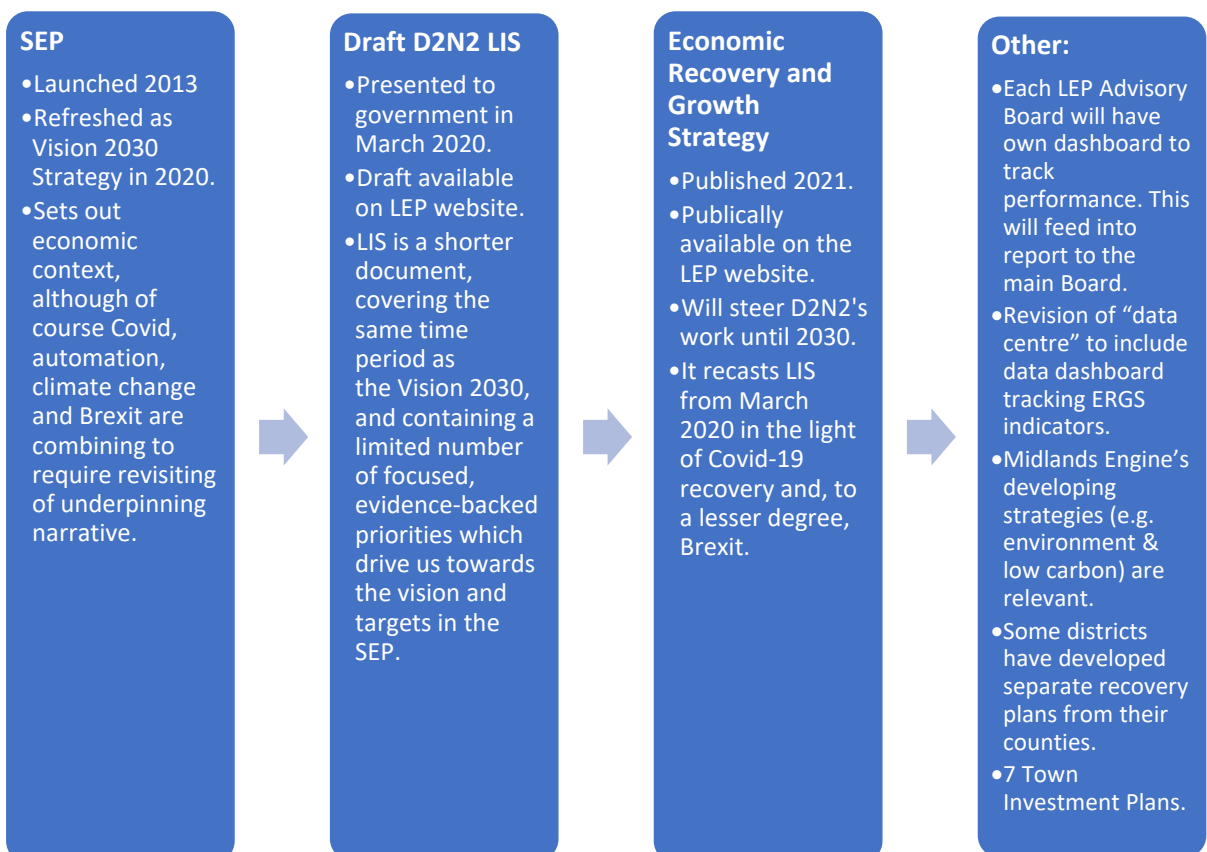 SEP
•Launched 2013
•Refreshed as
Vision 2030
Strategy in 2020.
•Sets out
economic
context,
although of
course Covid,
automation,
climate change
and Brexit are
combining to
require revisiting
of underpinning
narrative.
Draft D2N2 LIS
•Presented to
government in
March 2020.
•Draft available
on LEP website.
•LIS is a shorter
document,
covering the
same time
period as
the Vision 2030,
and containing a
limited number
of focused,
evidence-backed
priorities which
drive us towards
the vision and
targets in the
SEP.
Economic
Recovery and
Growth
Strategy
•Published 2021.
•Publically
available on the
LEP website.
•Will steer D2N2's
work until 2030.
•It recasts LIS
from March
2020 in the light
of Covid-19
recovery and, to
a lesser degree,
Brexit.
Other:
•Each LEP Advisory
Board will have
own dashboard to
track
performance. This
will feed into
report to the
main Board.
•Revision of “data
centre” to include
data dashboard
tracking ERGS
indicators.
•Midlands Engine’s
developing
strategies (e.g.
environment &
low carbon) are
relevant.
•Some districts
have developed
separate recovery
plans from their
counties.
•7 Town
Investment Plans.